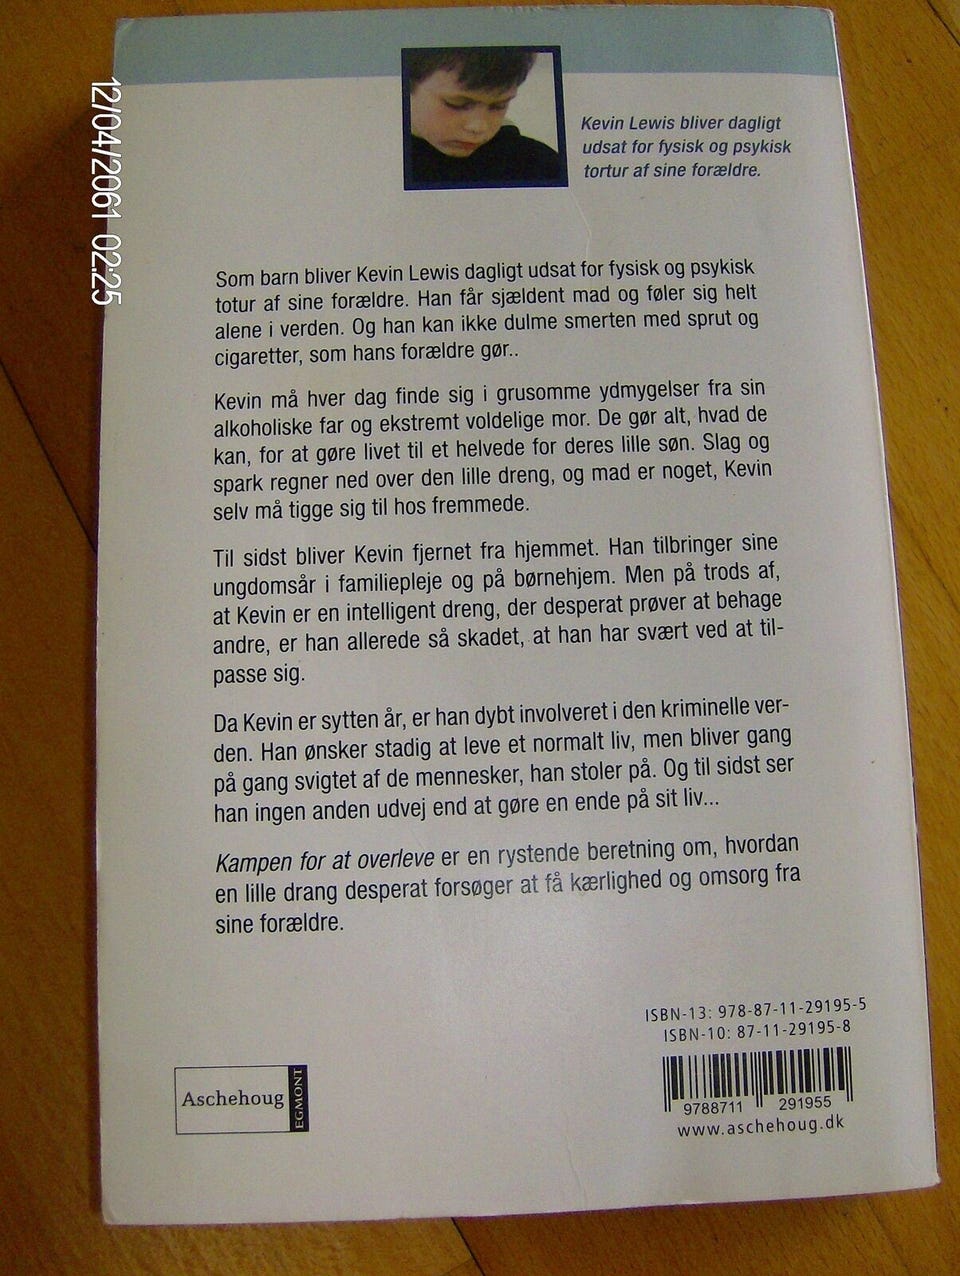 12/04/2061 02:25
Kevin Lewis bliver dagligt
udsat for fysisk og psykisk
tortur af sine forældre.
Som barn bliver Kevin Lewis dagligt udsat for fysisk og psykisk
totur af sine forældre. Han får sjældent mad og føler sig helt
alene i verden. Og han kan ikke dulme smerten med sprut og
cigaretter, som hans forældre gør..
Kevin må hver dag finde sig i grusomme ydmygelser fra sin
alkoholiske far og ekstremt voldelige mor. De gør alt, hvad de
kan, for at gøre livet til et helvede for deres lille søn. Slag og
spark regner ned over den lille dreng, og mad er noget, Kevin
selv må tigge sig til hos fremmede.
Til sidst bliver Kevin fjernet fra hjemmet. Han tilbringer sine
ungdomsår i familiepleje og på børnehjem. Men på trods af,
at Kevin er en intelligent dreng, der desperat prøver at behage
andre, er han allerede så skadet, at han har svært ved at til-
passe sig.
Da Kevin er sytten år, er han dybt involveret i den kriminelle ver-
den. Han ønsker stadig at leve et normalt liv, men bliver gang
på gang svigtet af de mennesker, han stoler på. Og til sidst ser
han ingen anden udvej end at gøre en ende på sit liv...
Kampen for at overleve er en rystende beretning om, hvordan
en lille drang desperat forsøger at få kærlighed og omsorg fra
sine forældre.
ISBN-13: 978-87-11-29195-5
ISBN-10: 87-11-29195-8
9788711 291955
www.aschehoug.dk
Aschehoug
EGMONT